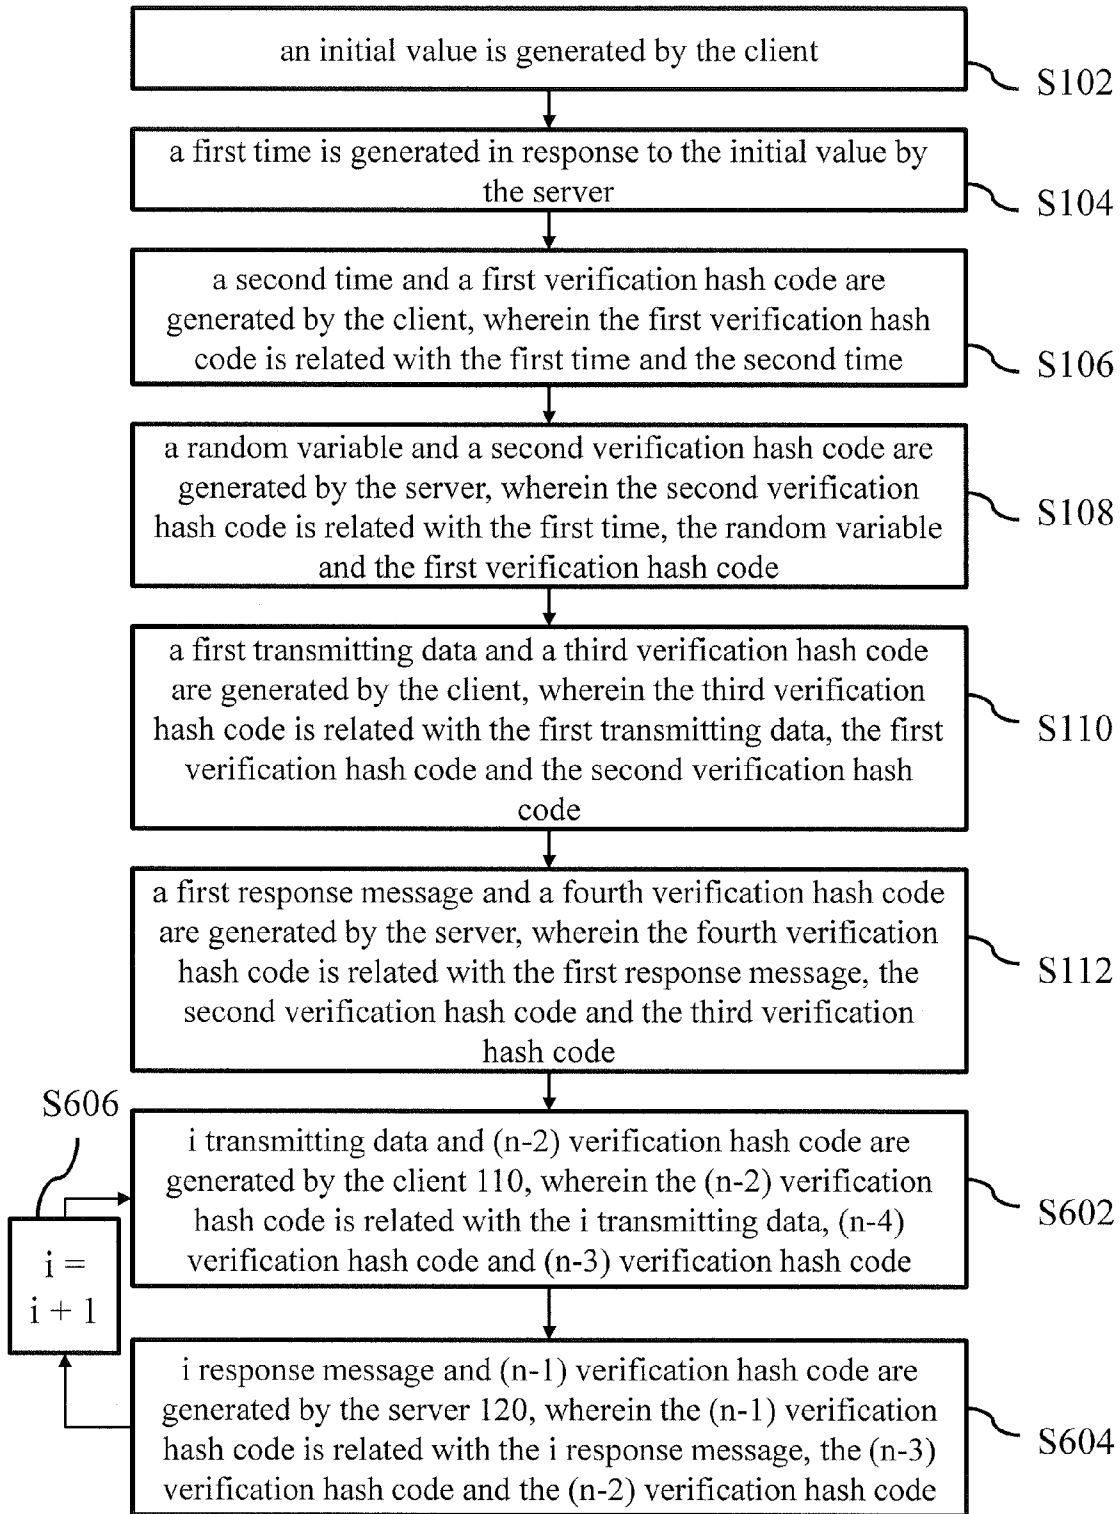 an initial value is generated by the client
S102
a first time is generated in response to the initial value by
the server
S104
a second time and a first verification hash code are
generated by the client, wherein the first verification hash
code is related with the first time and the second time
S106
a random variable and a second verification hash code are
generated by the server, wherein the second verification
hash code is related with the first time, the random variable
and the first verification hash code
S108
a first transmitting data and a third verification hash code
are generated by the client, wherein the third verification
hash code is related with the first transmitting data, the first
verification hash code and the second verification hash
code
S110
a first response message and a fourth verification hash code
are generated by the server, wherein the fourth verification
hash code is related with the first response message, the
second verification hash code and the third verification
hash code
S112
S606
i =
i + 1
i transmitting data and (n-2) verification hash code are
generated by the client 110, wherein the (n-2) verification
hash code is related with the i transmitting data, (n-4)
verification hash code and (n-3) verification hash code
S602
i response message and (n-1) verification hash code are
generated by the server 120, wherein the (n-1) verification
hash code is related with the i response message, the (n-3)
verification hash code and the (n-2) verification hash code
S604